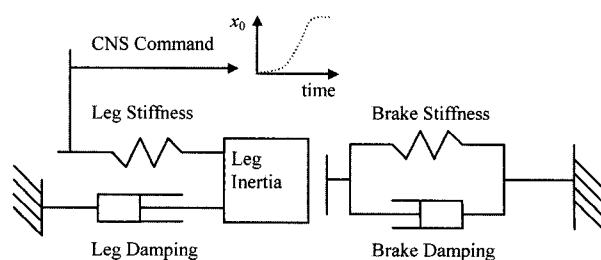 x₀
CNS Command
time
Leg Stiffness
Brake Stiffness
Leg
Inertia
Leg Damping
Brake Damping